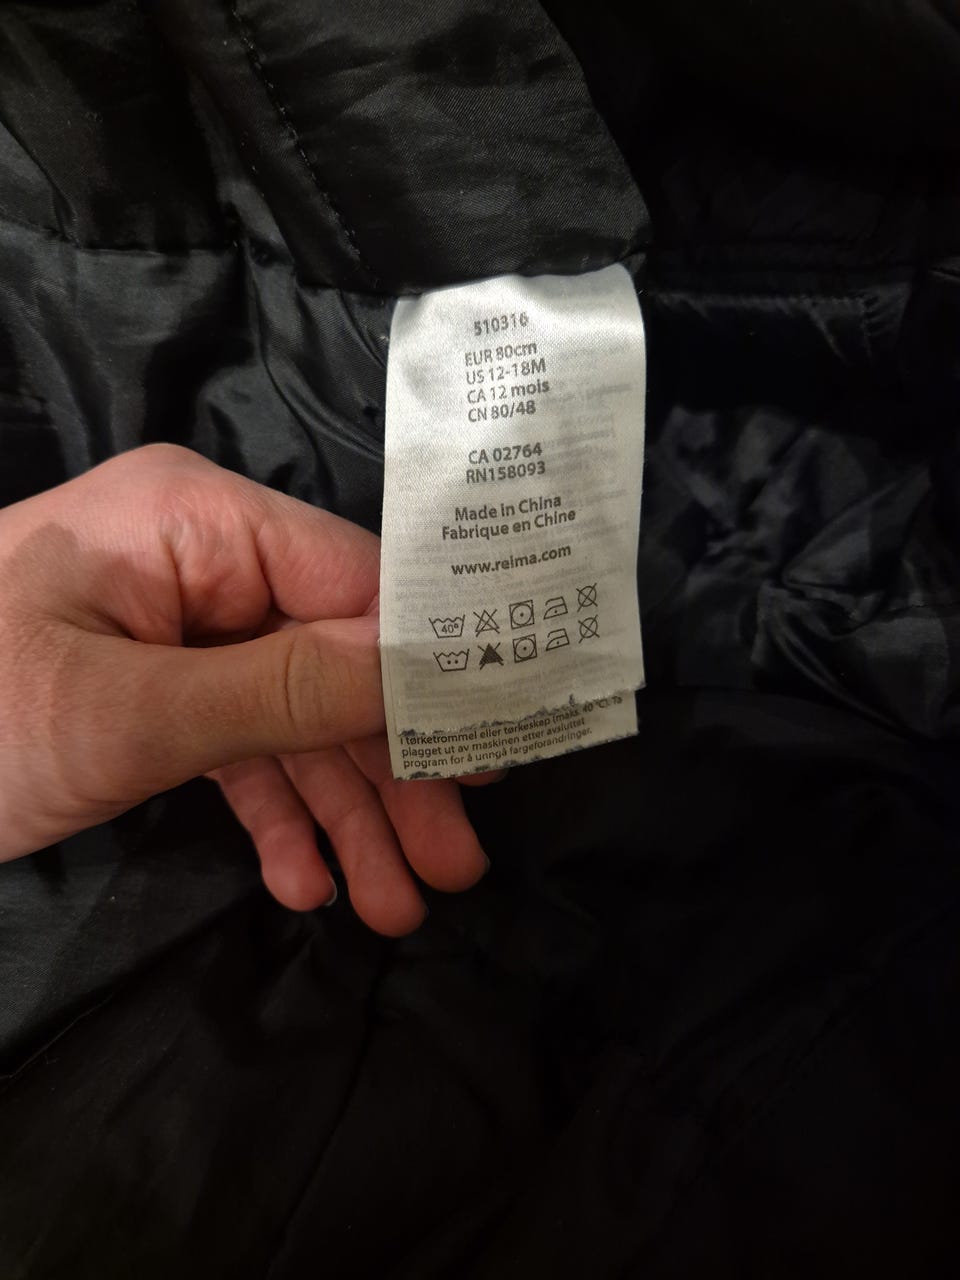 510316
EUR 80cm
US 12-18M
CA 12 mois
CN 80/48
CA 02764
RN158093
Made in China
Fabrique en Chine
www.reima.com
40°
i tørketrommel eller tørkeskap (maks. 40 °C). Ta
plagget ut av maskinen etter avsluttet
program for å unngå fargeforandringer.